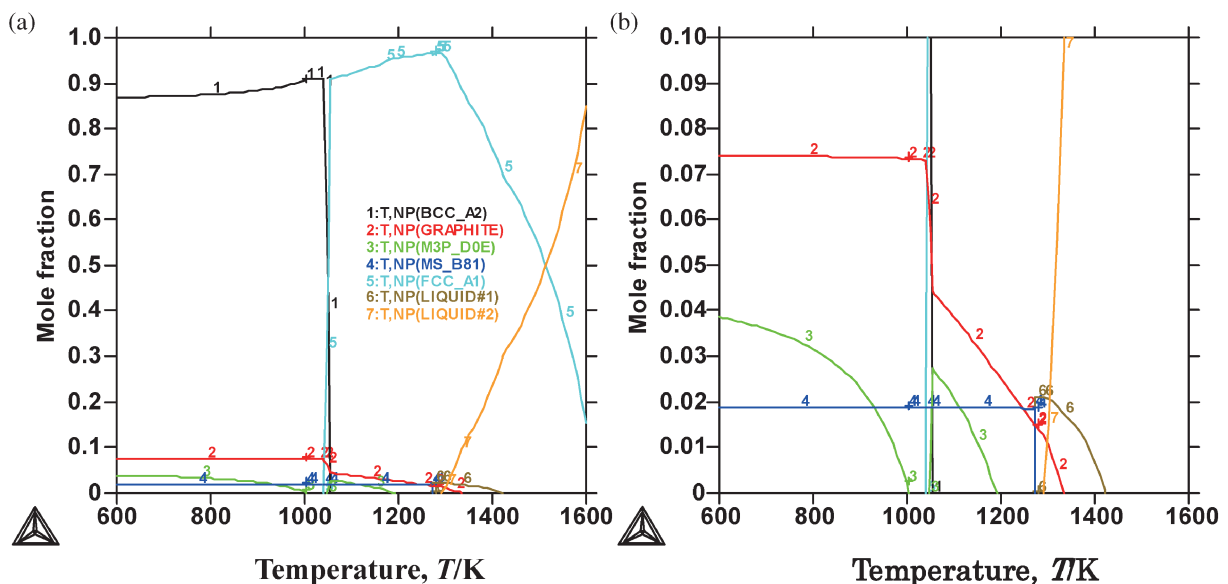 (a)
(b)
1.0
0.9
0.8
0.7
0.6
0.5
0.4
0.3
0.2
0.1
0
Mole fraction
1:T,NP(BCC_A2)
2:T,NP(GRAPHITE)
3:T,NP(M3P_D0E)
4:T,NP(MS_B81)
5:T,NP(FCC_A1)
6:T,NP(LIQUID#1)
7:T,NP(LIQUID#2)
600 800 1000 1200 1400 1600
Temperature, T/K
0.10
0.09
0.08
0.07
0.06
0.05
0.04
0.03
0.02
0.01
0
Mole fraction
600 800 1000 1200 1400 1600
Temperature, T/K